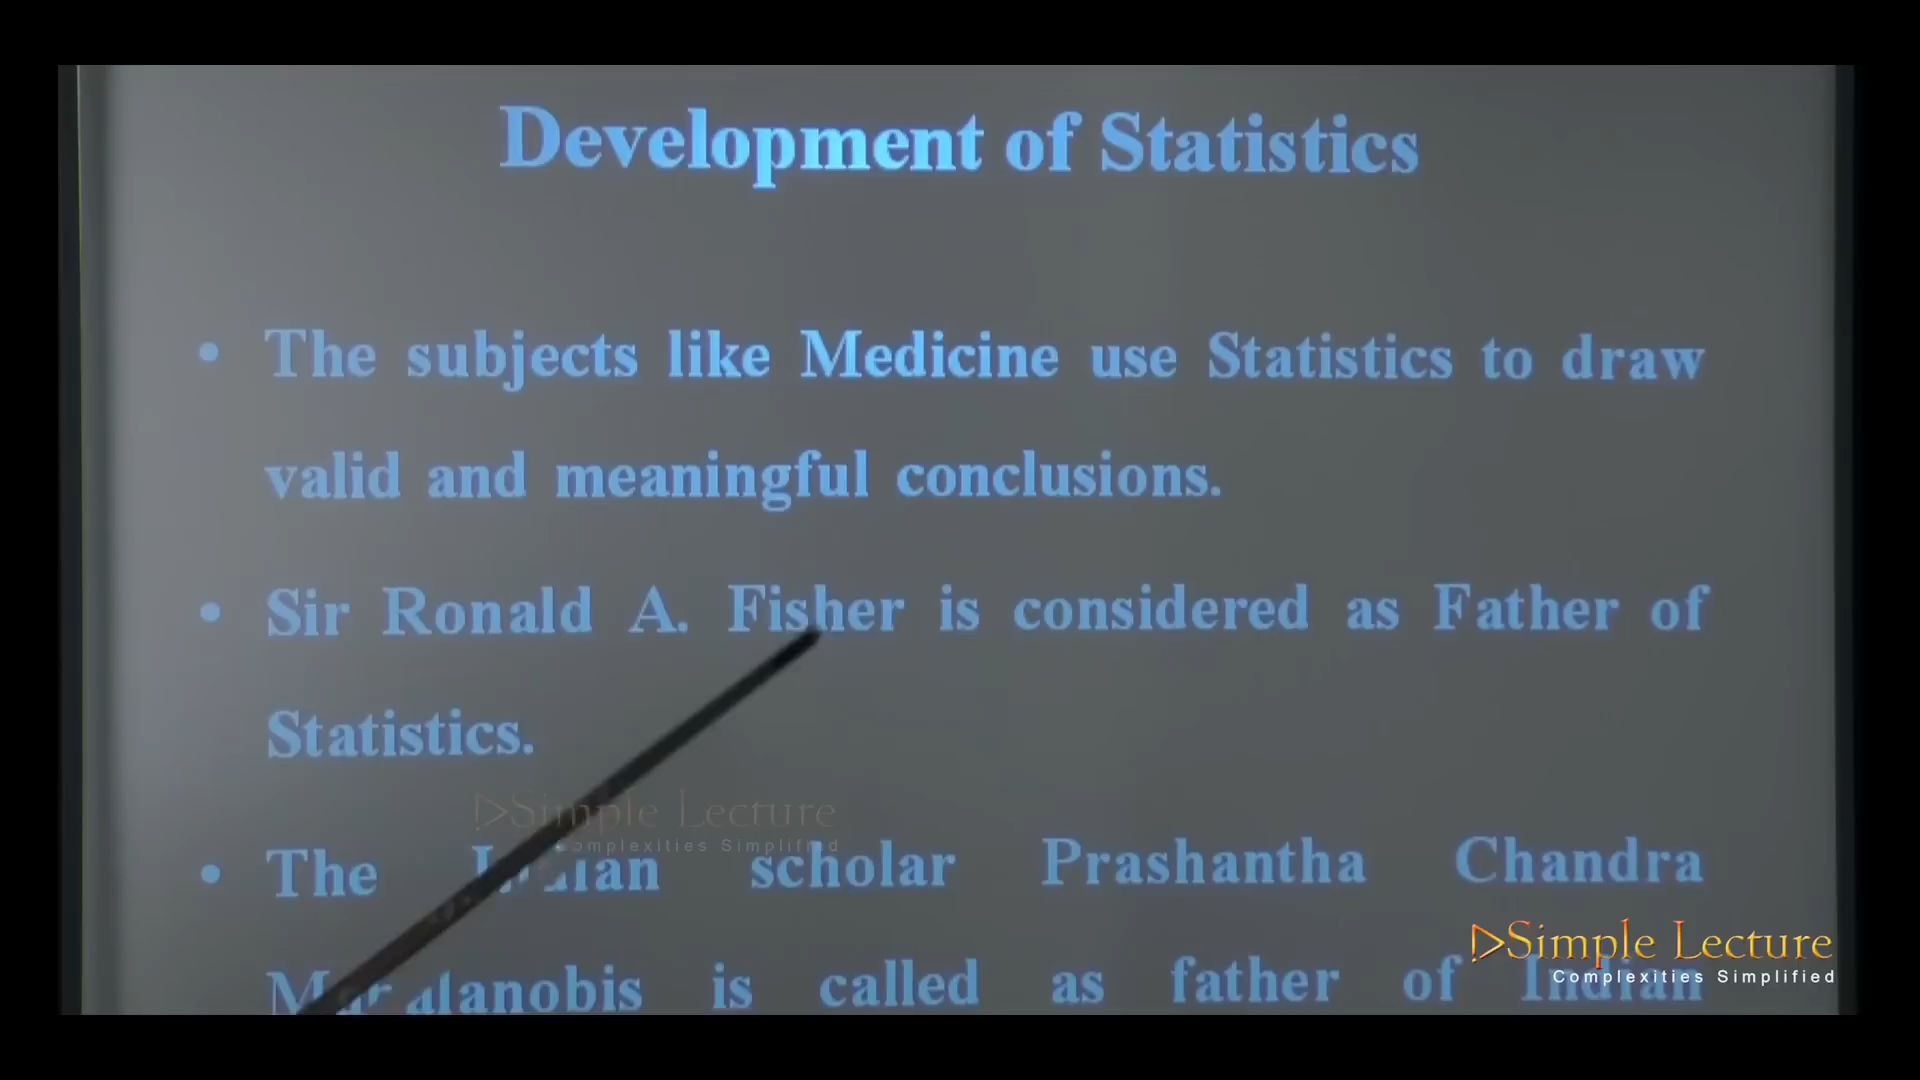 Development of Statistics
• The subjects like Medicine use Statistics to draw
valid and meaningful conclusions.
• Sir Ronald A. Fisher is considered as Father of
Statistics.
Simple Lecture
Complexities Simplified
• The Indian scholar Prashantha Chandra
is called as father of Indian
Simple Lecture
Complexities Simplified